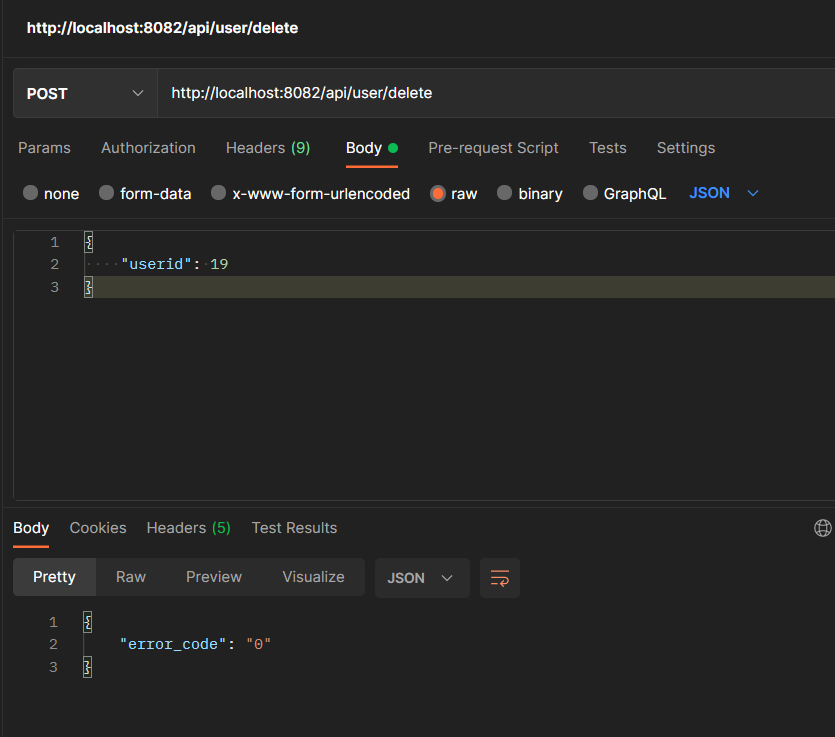 http://localhost:8082/api/user/delete
POST http://localhost:8082/api/user/delete
Params Authorization Headers (9) Body Pre-request Script Tests Settings
none form-data x-www-form-urlencoded raw binary GraphQL JSON
1 {
2 "userid": 19
3 }
Body Cookies Headers (5) Test Results
Pretty Raw Preview Visualize JSON
1 {
2 "error_code": "0"
3 }